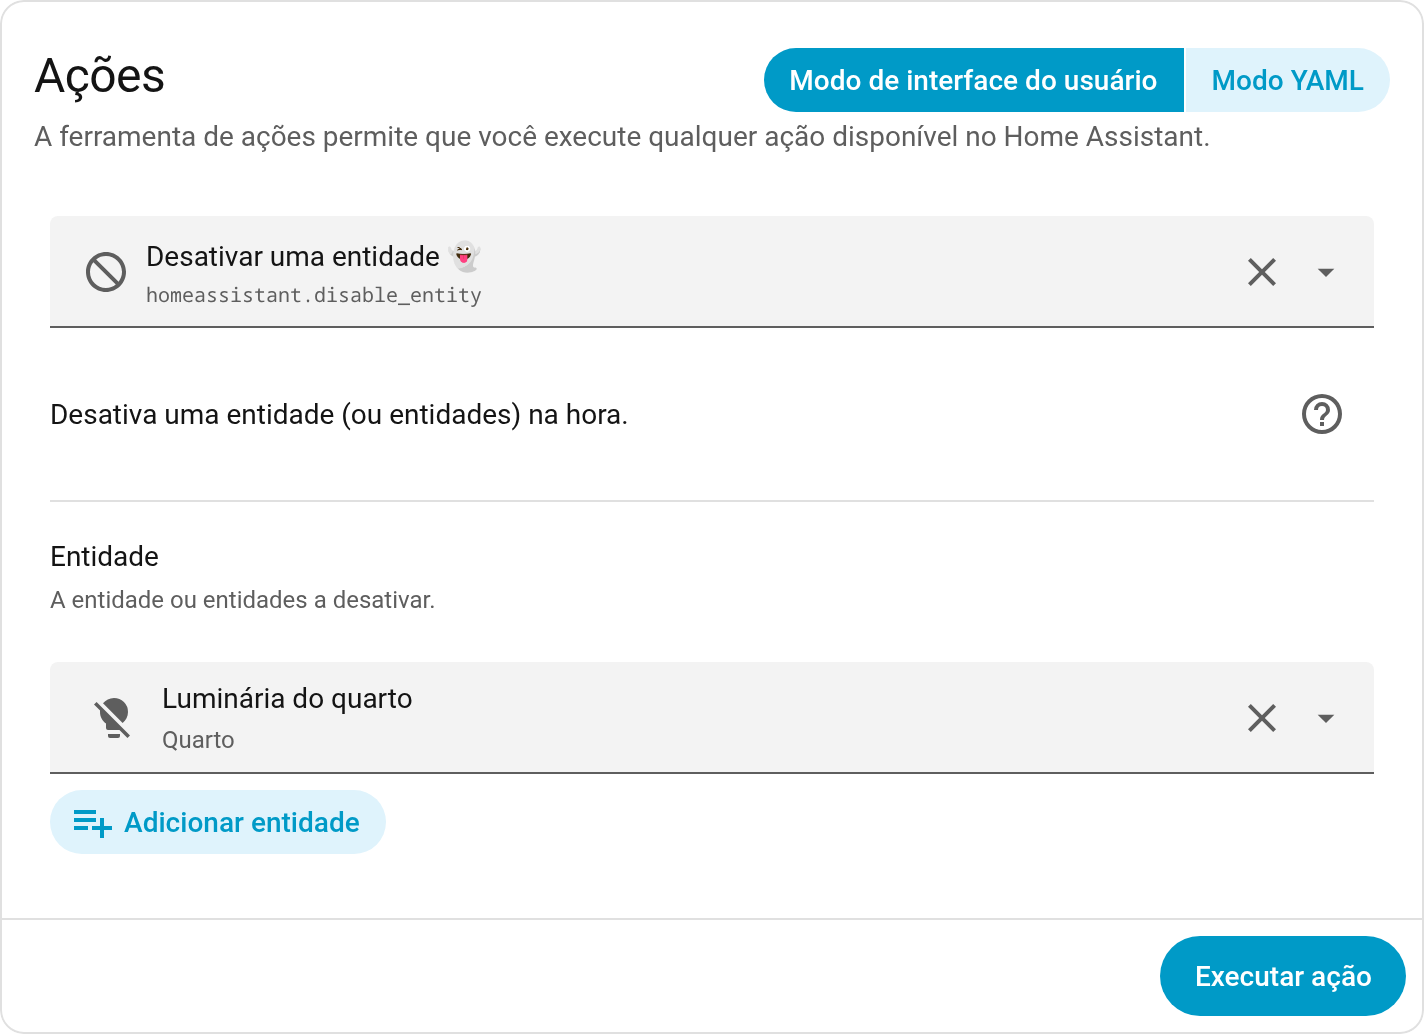 Ações
Modo de interface do usuário
Modo YAML
A ferramenta de ações permite que você execute qualquer ação disponível no Home Assistant.
Desativar uma entidade 👻
homeassistant.disable_entity
Desativa uma entidade (ou entidades) na hora.
Entidade
A entidade ou entidades a desativar.
Luminária do quarto
Quarto
Adicionar entidade
Executar ação